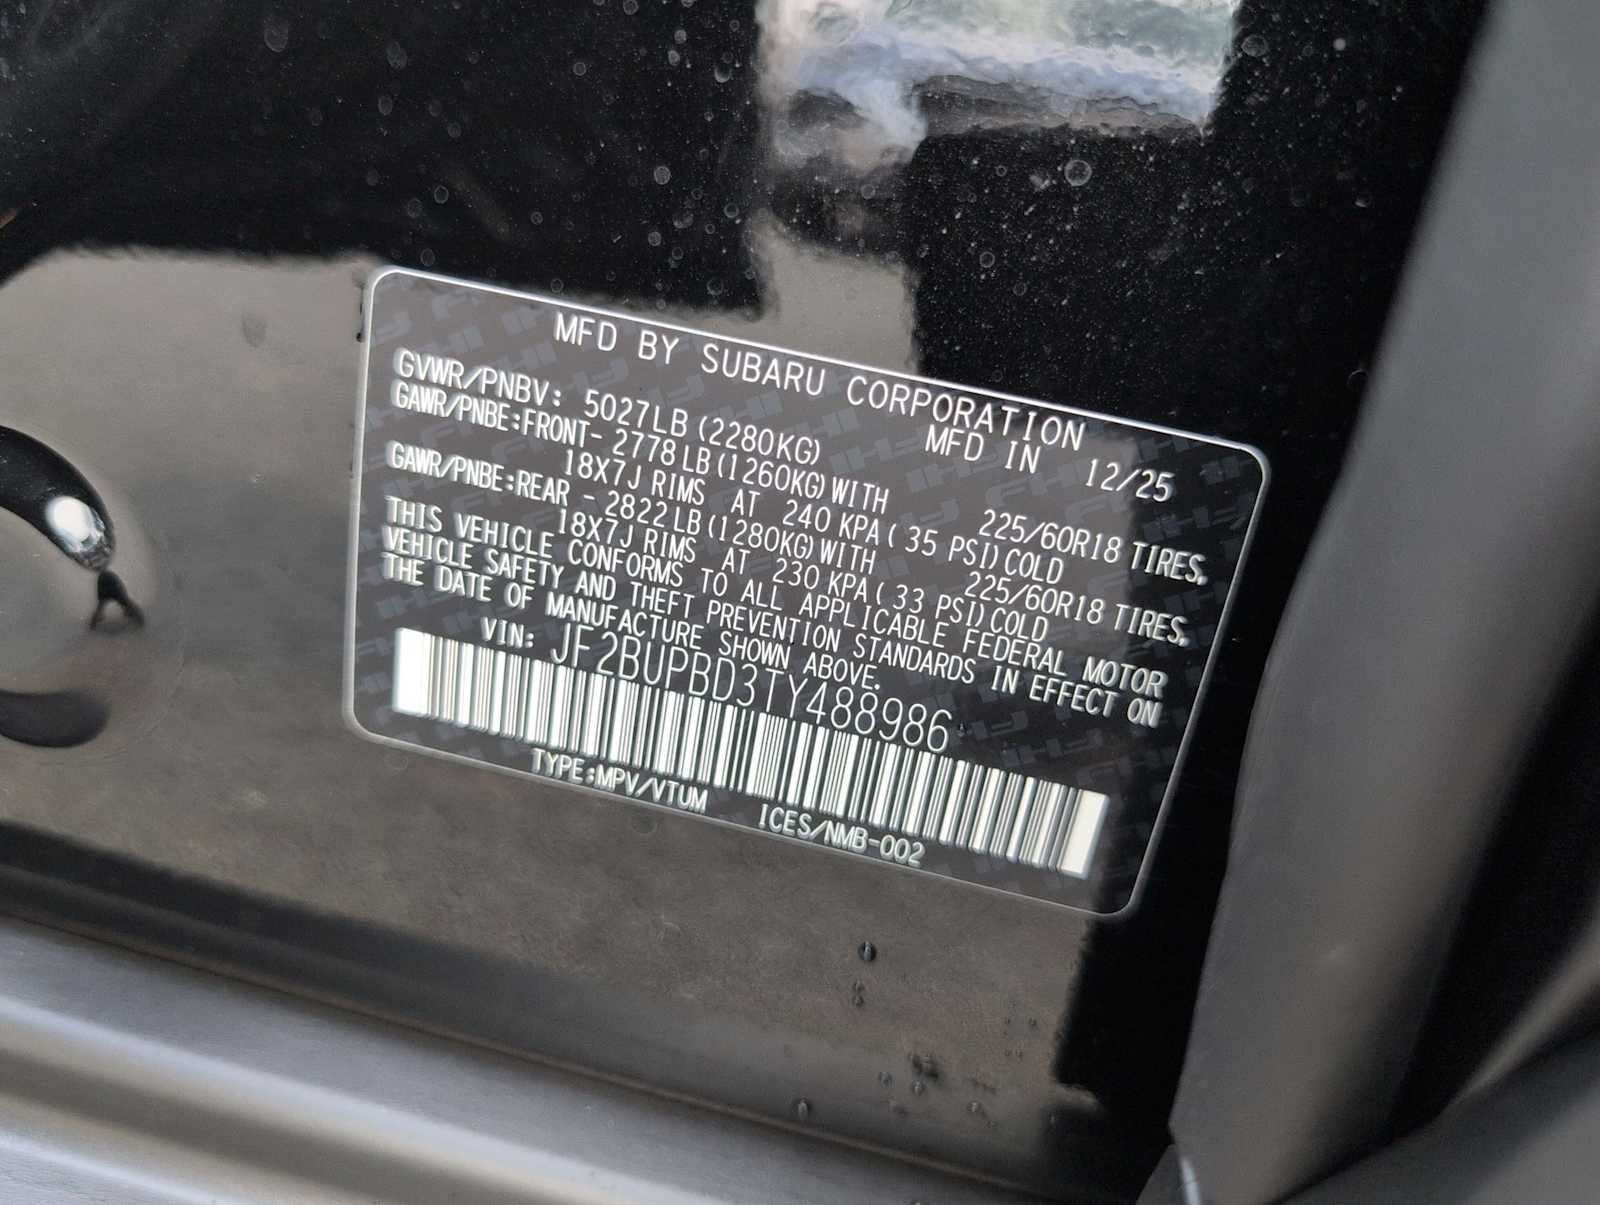 MFD BY SUBARU CORPORATION
GVWR/PNBV: 5027LB (2280KG) MFD IN 12/25
GAWR/PNBE:FRONT- 2778LB(1260KG)WITH 225/60R18 TIRES,
18X7J RIMS AT 240 KPA( 35 PSI)COLD
GAWR/PNBE:REAR - 2822LB(1280KG)WITH 225/60R18 TIRES,
18X7J RIMS AT 230 KPA( 33 PSI)COLD
THIS VEHICLE CONFORMS TO ALL APPLICABLE FEDERAL MOTOR
VEHICLE SAFETY AND THEFT PREVENTION STANDARDS IN EFFECT ON
THE DATE OF MANUFACTURE SHOWN ABOVE.
VIN: JF2BUPBD3TY488986
TYPE:MPV/VTUM ICES/NMB-002